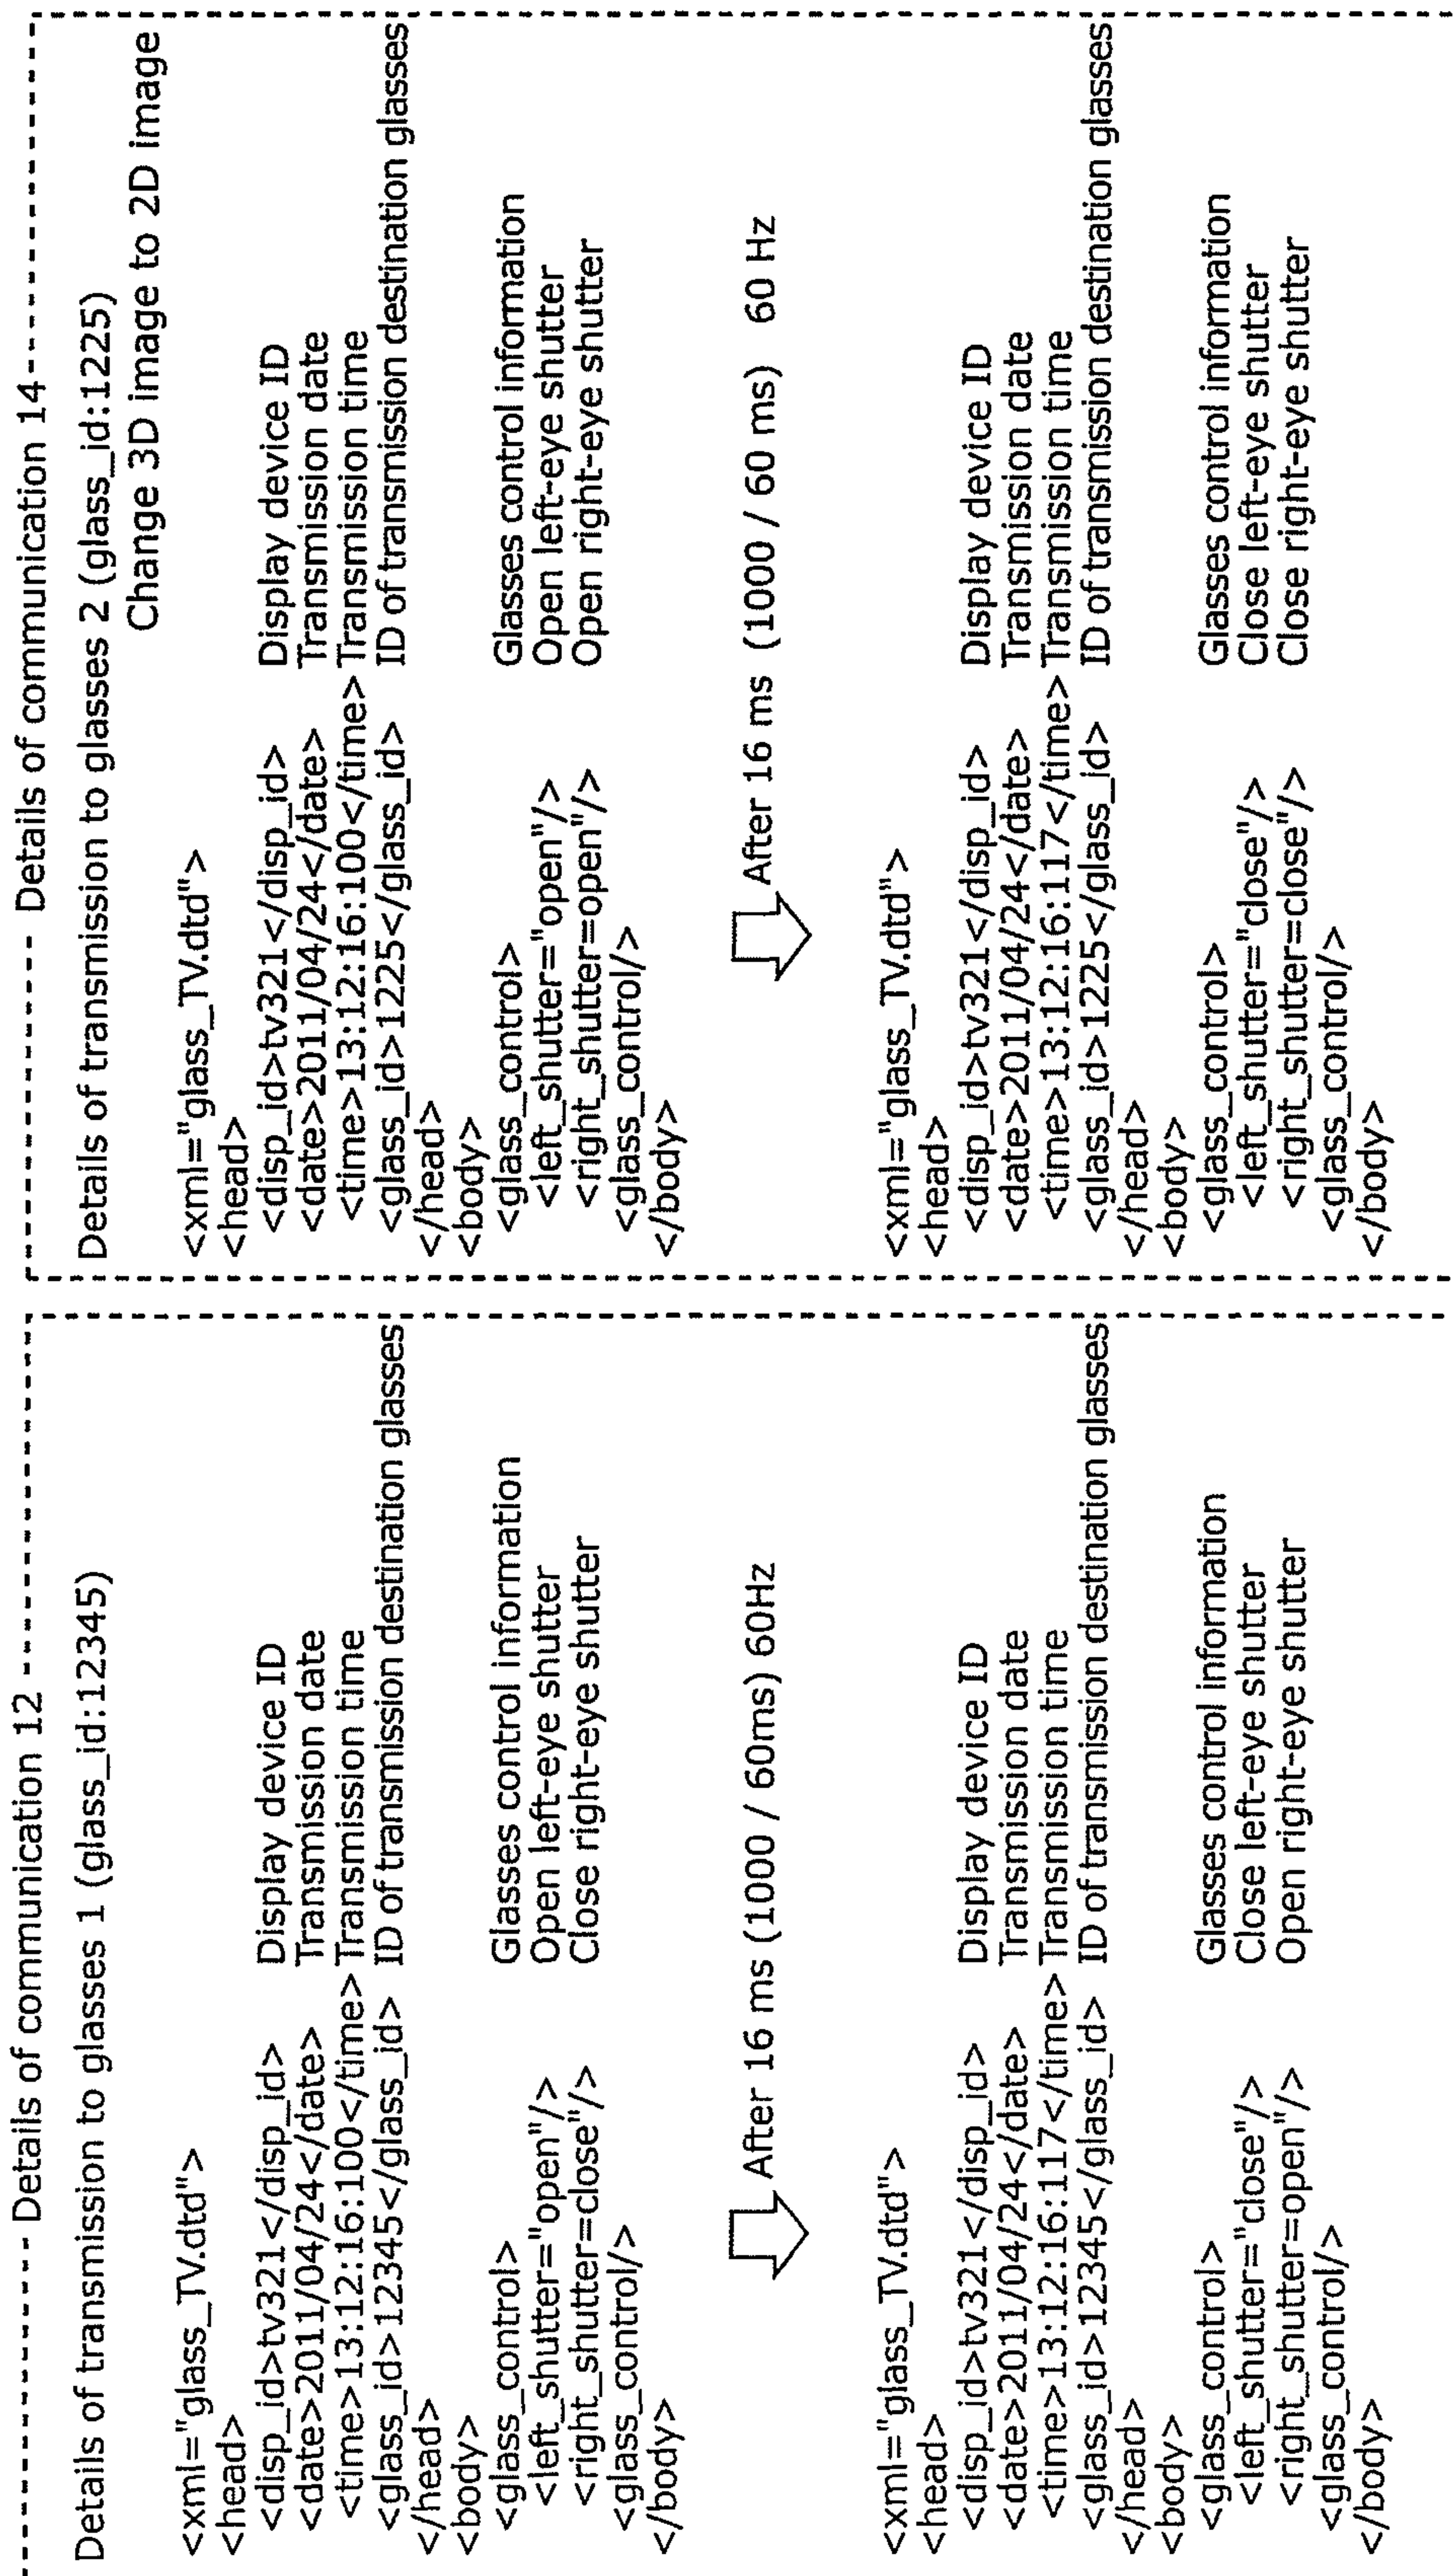 Details of communication 12
Details of transmission to glasses 1 (glass_id:12345)
<xml="glass_TV.dtd">
<head>
<disp_id>tv321</disp_id> Display device ID
<date>2011/04/24</date> Transmission date
<time>13:12:16:100</time> Transmission time
<glass_id>12345</glass_id> ID of transmission destination glasses
</head>
<body>
<glass_control> Glasses control information
<left_shutter="open"/> Open left-eye shutter
<right_shutter=close"/> Close right-eye shutter
<glass_control/>
</body>
After 16 ms (1000 / 60ms) 60Hz
<xml="glass_TV.dtd">
<head>
<disp_id>tv321</disp_id> Display device ID
<date>2011/04/24</date> Transmission date
<time>13:12:16:117</time> Transmission time
<glass_id>12345</glass_id> ID of transmission destination glasses
</head>
<body>
<glass_control> Glasses control information
<left_shutter="close"/> Close left-eye shutter
<right_shutter=open"/> Open right-eye shutter
<glass_control/>
</body>
Details of communication 14
Details of transmission to glasses 2 (glass_id:1225)
Change 3D image to 2D image
<xml="glass_TV.dtd">
<head>
<disp_id>tv321</disp_id> Display device ID
<date>2011/04/24</date> Transmission date
<time>13:12:16:100</time> Transmission time
<glass_id>1225</glass_id> ID of transmission destination glasses
</head>
<body>
<glass_control> Glasses control information
<left_shutter="open"/> Open left-eye shutter
<right_shutter=open"/> Open right-eye shutter
<glass_control/>
</body>
After 16 ms (1000 / 60 ms) 60 Hz
<xml="glass_TV.dtd">
<head>
<disp_id>tv321</disp_id> Display device ID
<date>2011/04/24</date> Transmission date
<time>13:12:16:117</time> Transmission time
<glass_id>1225</glass_id> ID of transmission destination glasses
</head>
<body>
<glass_control> Glasses control information
<left_shutter="close"/> Close left-eye shutter
<right_shutter=close"/> Close right-eye shutter
<glass_control/>
</body>